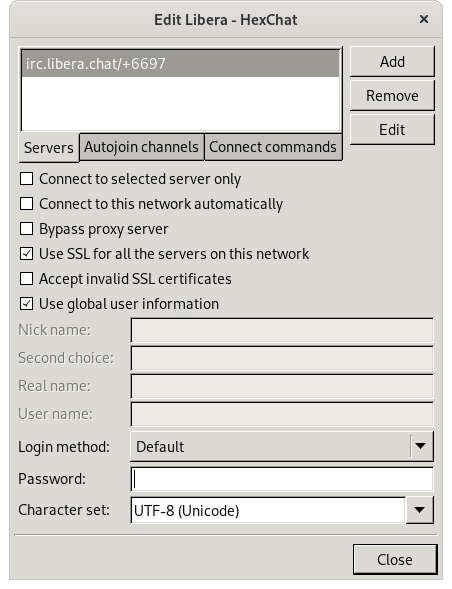 Edit Libera - HexChat
×
irc.libera.chat/+6697
Add
Remove
Edit
Servers Autojoin channels Connect commands
Connect to selected server only
Connect to this network automatically
Bypass proxy server
Use SSL for all the servers on this network
Accept invalid SSL certificates
Use global user information
Nick name:
Second choice:
Real name:
User name:
Login method: Default
Password:
Character set: UTF-8 (Unicode)
Close